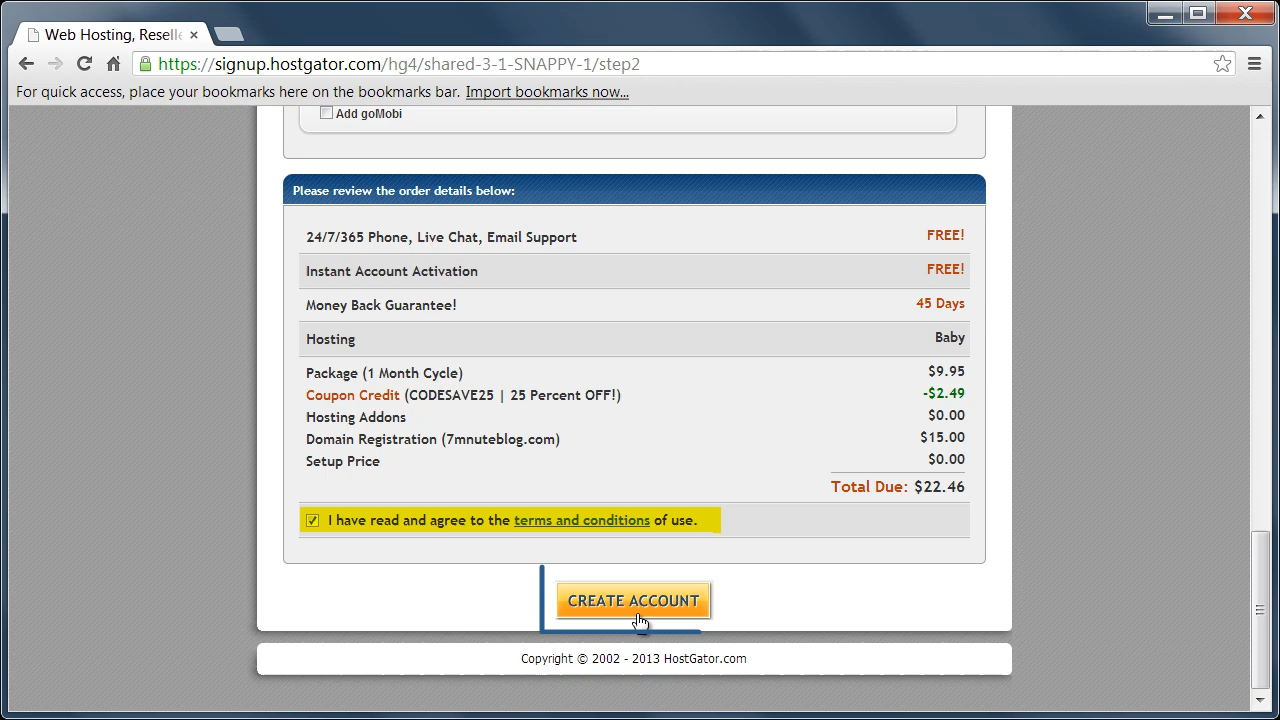 Web Hosting, Reselle
https://signup.hostgator.com/hg4/shared-3-1-SNAPPY-1/step2
For quick access, place your bookmarks here on the bookmarks bar. Import bookmarks now...
Add goMobi
Please review the order details below:
24/7/365 Phone, Live Chat, Email Support FREE!
Instant Account Activation FREE!
Money Back Guarantee! 45 Days
Hosting Baby
Package (1 Month Cycle) $9.95
Coupon Credit (CODESAVE25 | 25 Percent OFF!) -$2.49
Hosting Addons $0.00
Domain Registration (7mnuteblog.com) $15.00
Setup Price $0.00
Total Due: $22.46
I have read and agree to the terms and conditions of use.
CREATE ACCOUNT
Copyright © 2002 - 2013 HostGator.com